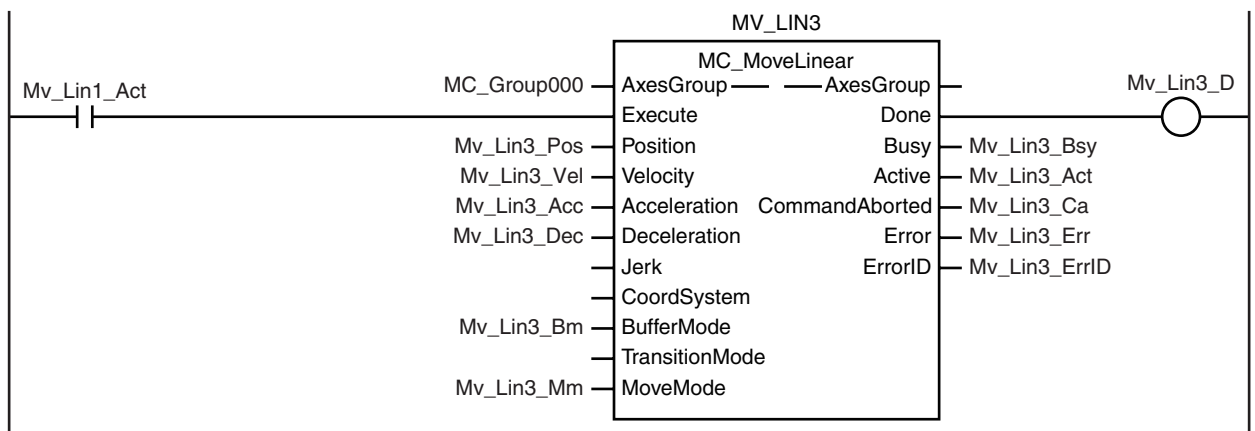 MV_LIN3
MC_MoveLinear
Mv_Lin1_Act
MC_Group000 AxesGroup AxesGroup Mv_Lin3_D
Execute Done
Mv_Lin3_Pos Position Busy Mv_Lin3_Bsy
Mv_Lin3_Vel Velocity Active Mv_Lin3_Act
Mv_Lin3_Acc Acceleration CommandAborted Mv_Lin3_Ca
Mv_Lin3_Dec Deceleration Error Mv_Lin3_Err
Jerk ErrorID Mv_Lin3_ErrID
CoordSystem
Mv_Lin3_Bm BufferMode
TransitionMode
Mv_Lin3_Mm MoveMode